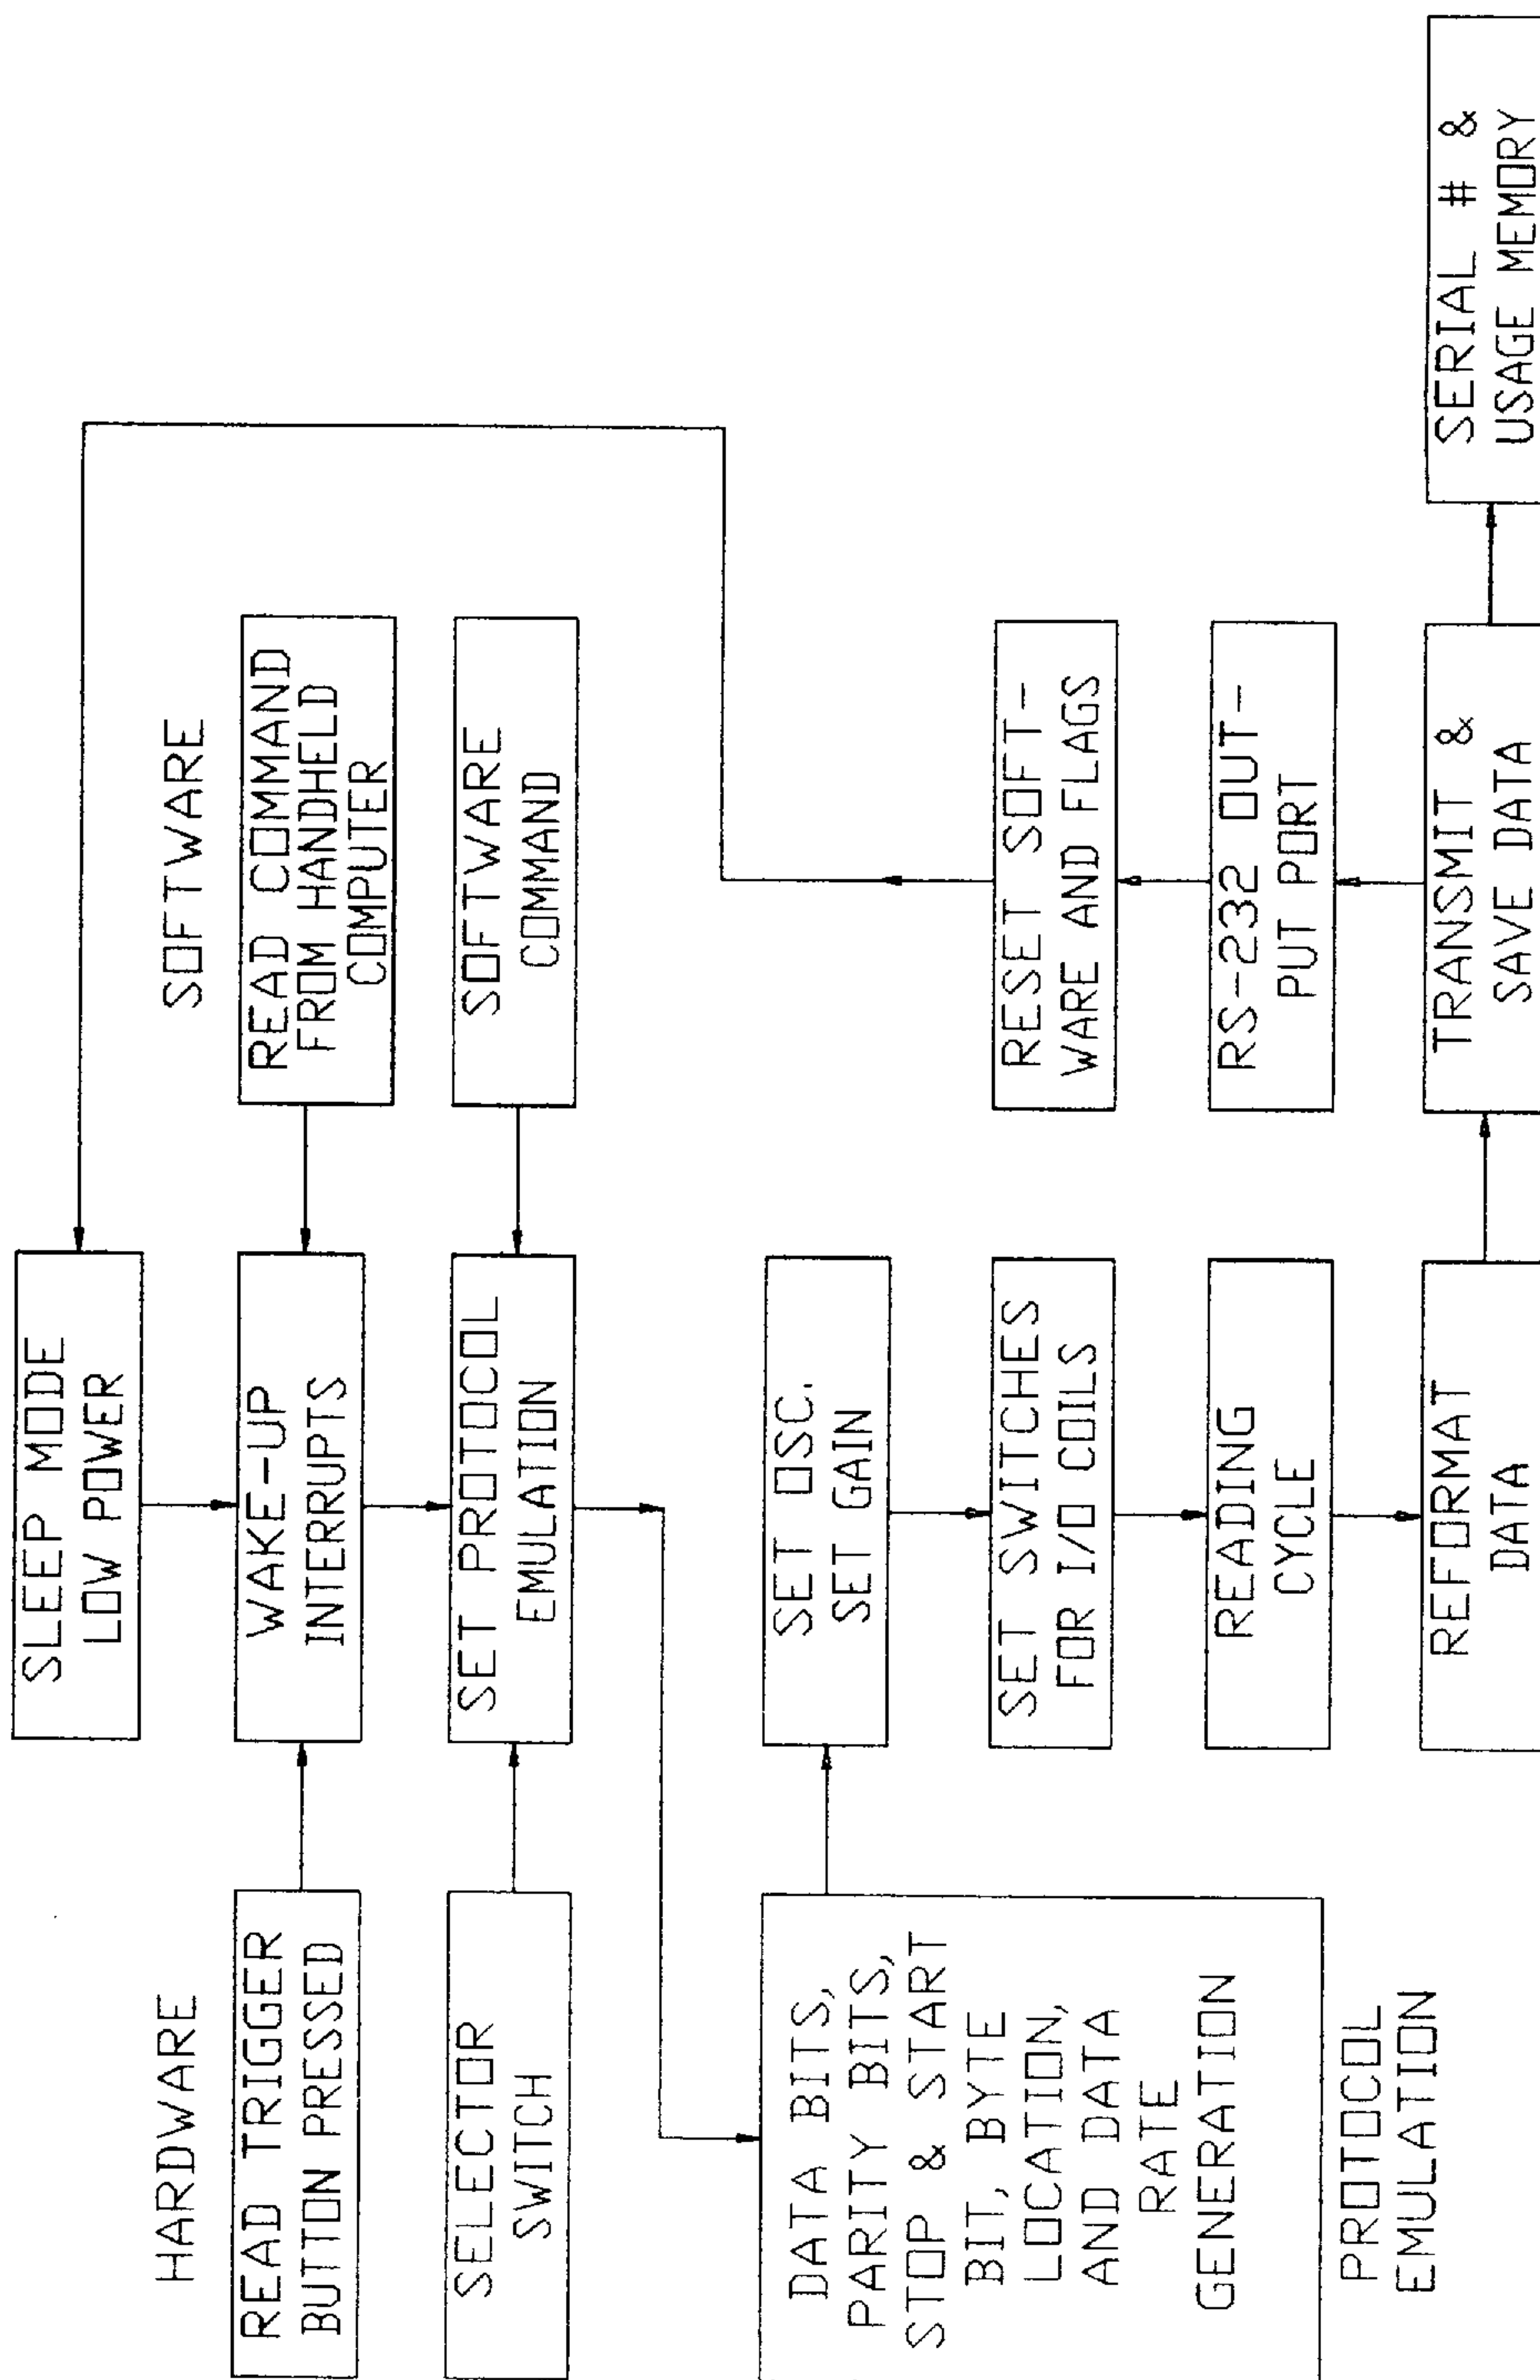 SLEEP MODE
LOW POWER
HARDWARE
SOFTWARE
READ TRIGGER
BUTTON PRESSED
WAKE-UP
INTERRUPTS
READ COMMAND
FROM HANDHELD
COMPUTER
SELECTOR
SWITCH
SET PROTOCOL
EMULATION
SOFTWARE
COMMAND
DATA BITS,
PARITY BITS,
STOP & START
BIT, BYTE
LOCATION,
AND DATA
RATE
GENERATION
PROTOCOL
EMULATION
SET OSC.
SET GAIN
SET SWITCHES
FOR I/O COILS
READING
CYCLE
REFORMAT
DATA
RESET SOFT-
WARE AND FLAGS
RS-232 OUT-
PUT PORT
TRANSMIT &
SAVE DATA
SERIAL # &
USAGE MEMORY